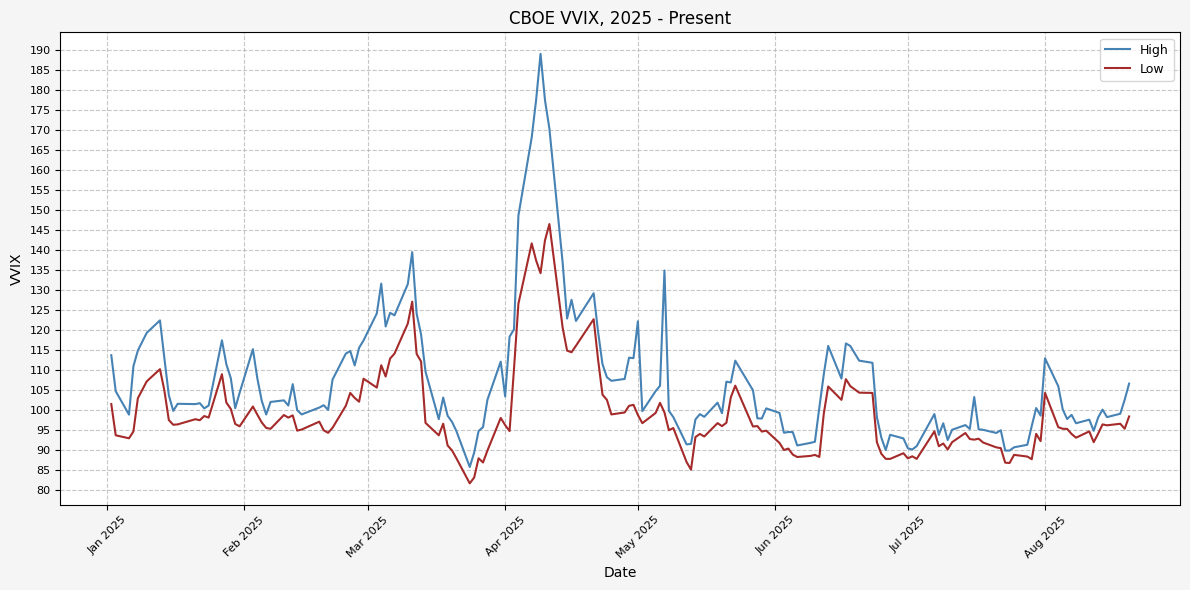 CBOE VVIX, 2025 - Present
High
Low
VVIX
190
185
180
175
170
165
160
155
150
145
140
135
130
125
120
115
110
105
100
95
90
85
80
Jan 2025
Feb 2025
Mar 2025
Apr 2025
May 2025
Jun 2025
Jul 2025
Aug 2025
Date